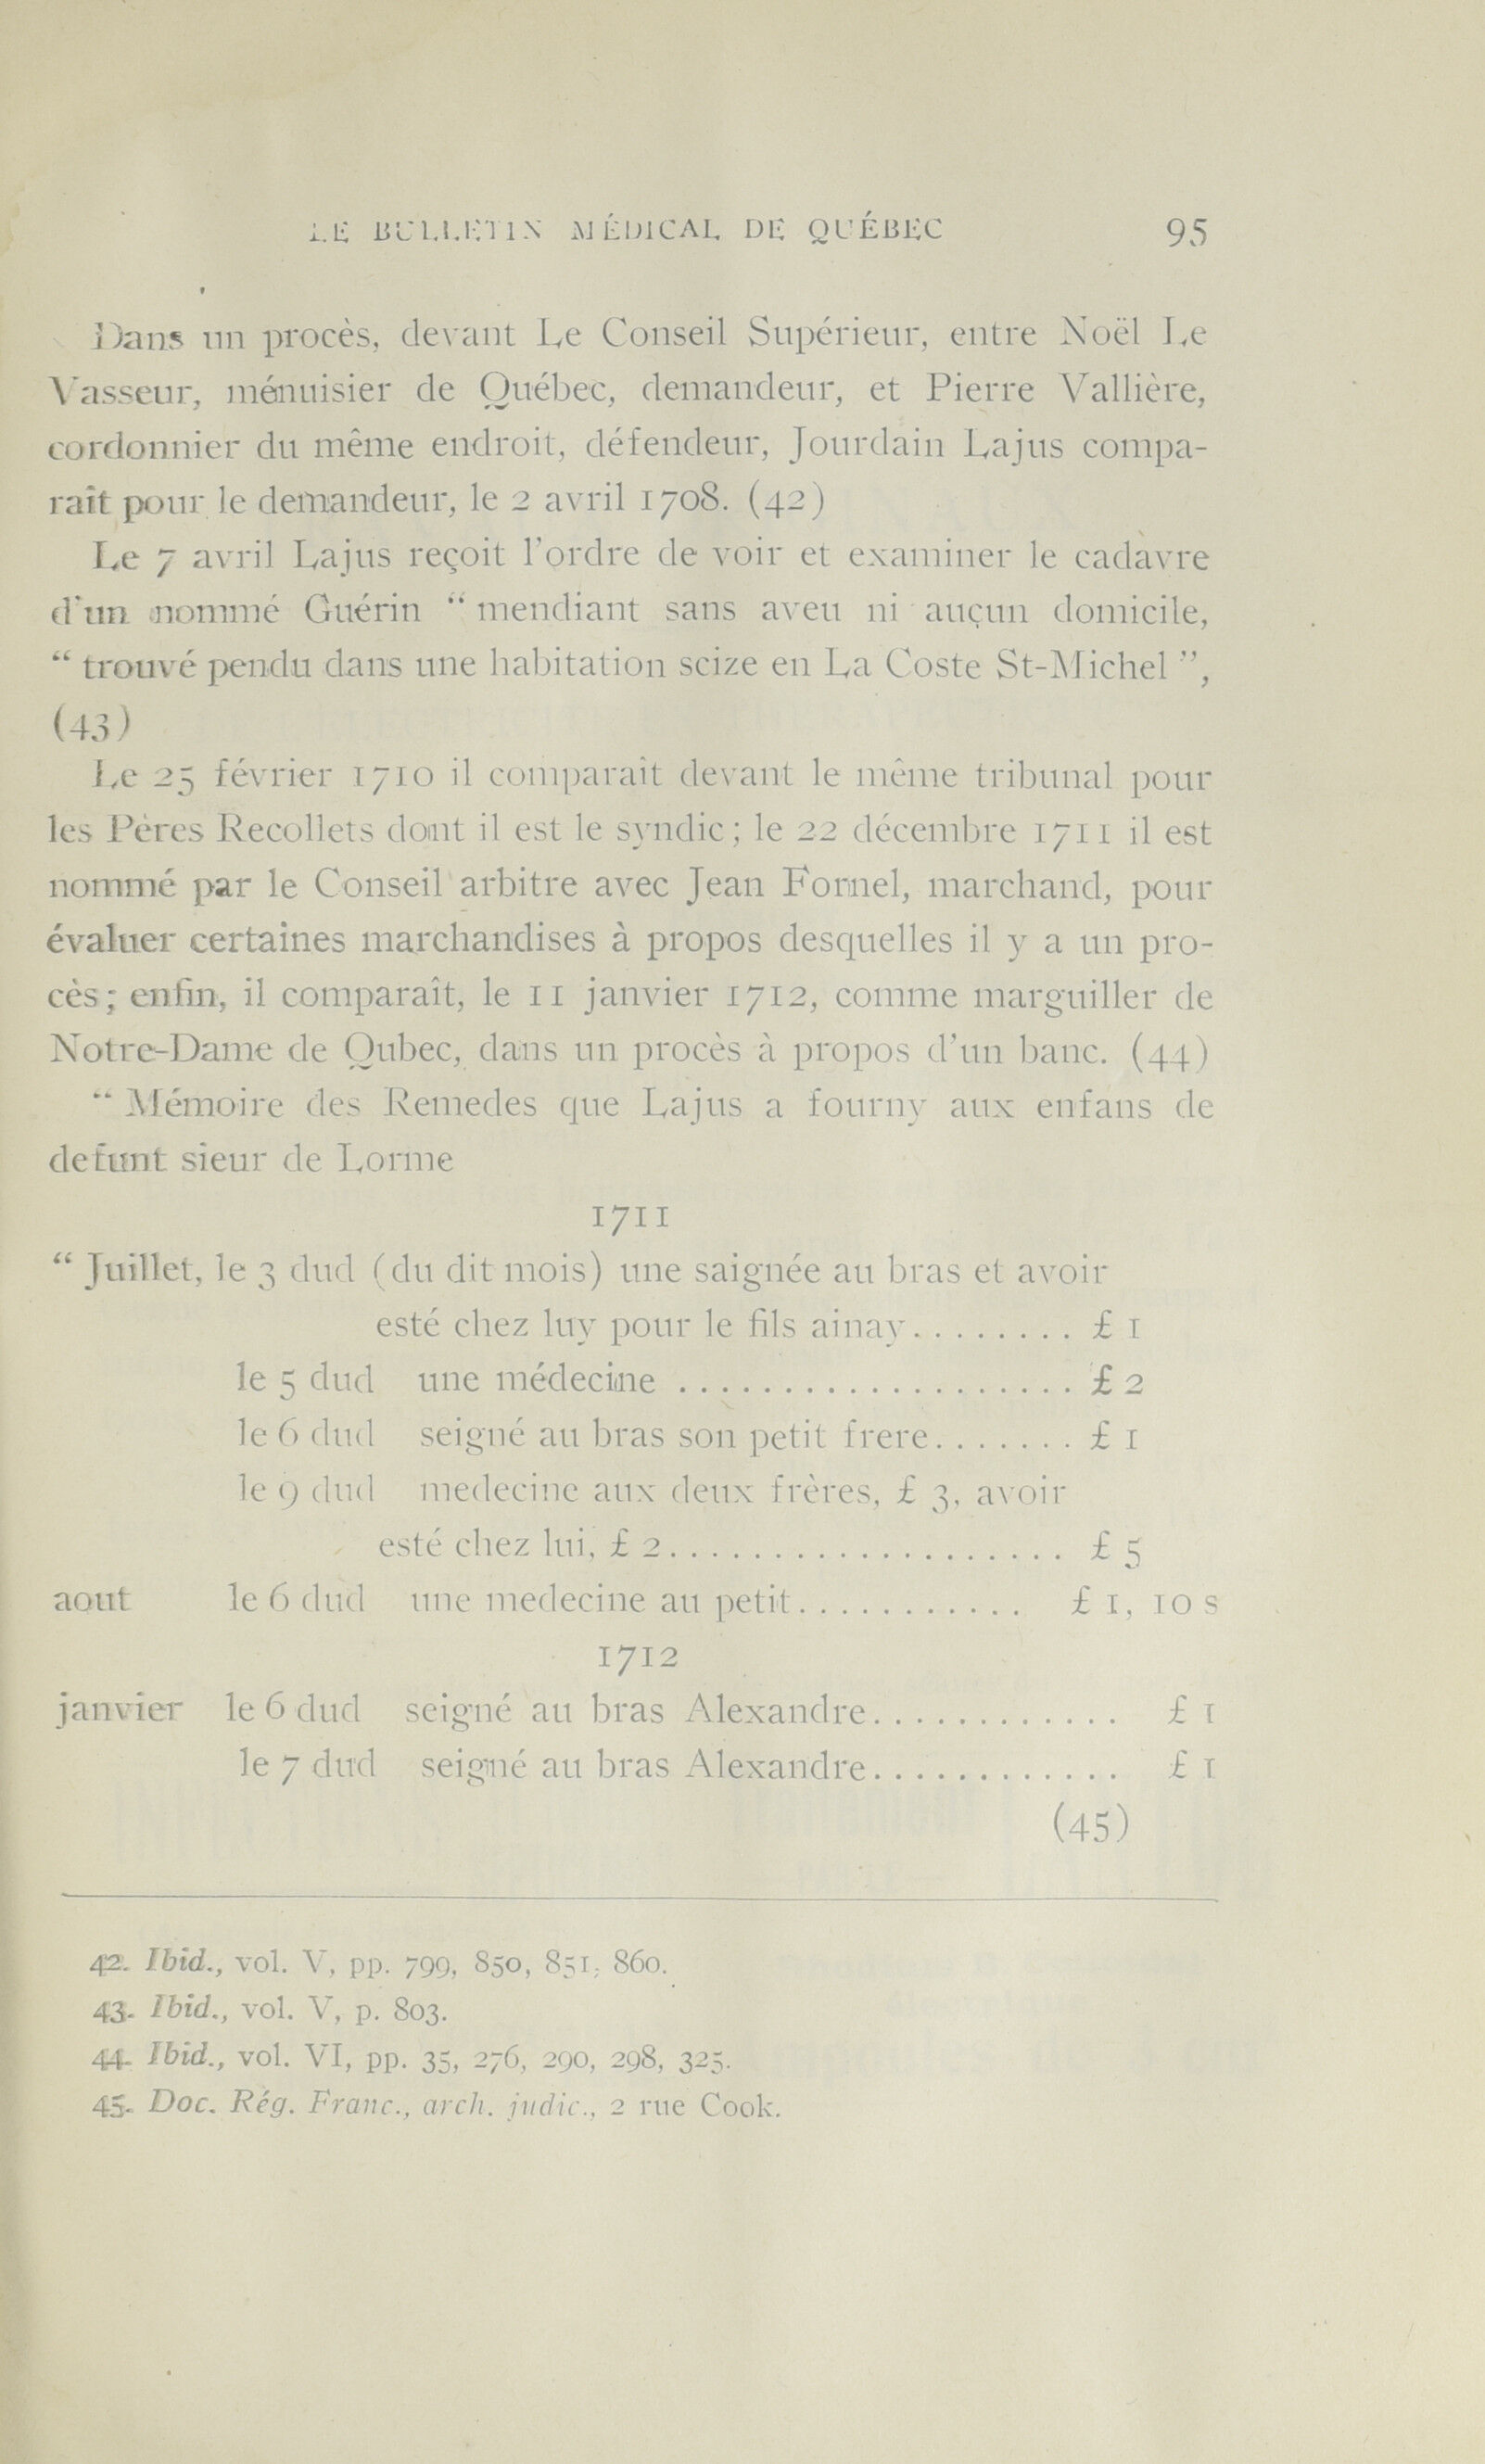 LE BULLETIN MÉDICAL DE QUÉBEC 95
Dans un procès, devant Le Conseil Supérieur, entre Noël Le
Vasseur, ménuisier de Québec, demandeur, et Pierre Vallière,
cordonnier du même endroit, défendeur, Jourdain Lajus compa-
raît pour le demandeur, le 2 avril 1708. (42)
Le 7 avril Lajus reçoit l'ordre de voir et examiner le cadàvre
d'un nommé Guérin " mendiant sans aveu ni auçun domicile,
" trouvé pendu dans une habitation scize en La Coste St-Michel ",
(43)
Le 25 février 1710 il comparaît devant le même tribunal pour
les Pères Recollets dont il est le syndic ; le 22 décembre 1711 il est
nommé par le Conseil arbitre avec Jean Fornel, marchand, pour
évaluer certaines marchandises à propos desquelles il y a un pro-
cès ; enfin, il comparaît, le 11 janvier 1712, comme marguiller de
Notre-Dame de Qubec, dans un procès à propos d'un banc. (44)
" Mémoire des Remedes que Lajus a fourny aux enfans de
defunt sieur de Lorme
1711
" Juillet, le 3 dud (du dit mois) une saignée au bras et avoir
esté chez luy pour le fils ainay........ £ 1
le 5 dud une médecine ................... £ 2
le 6 dud seigné au bras son petit frere....... £ 1
le 9 dud medecine aux deux frères, £ 3, avoir
esté chez lui, £ 2................... £ 5
aout le 6 dud une medecine au petit........... £ 1, 10 s
1712
janvier le 6 dud seigné au bras Alexandre............ £ 1
le 7 dud seigné au bras Alexandre............ £ 1
(45)
42. Ibid., vol. V, pp. 799, 850, 851, 860.
43. Ibid., vol. V, p. 803.
44. Ibid., vol. VI, pp. 35, 276, 290, 298, 325.
45. Doc. Rég. Franc., arch. judic., 2 rue Cook.